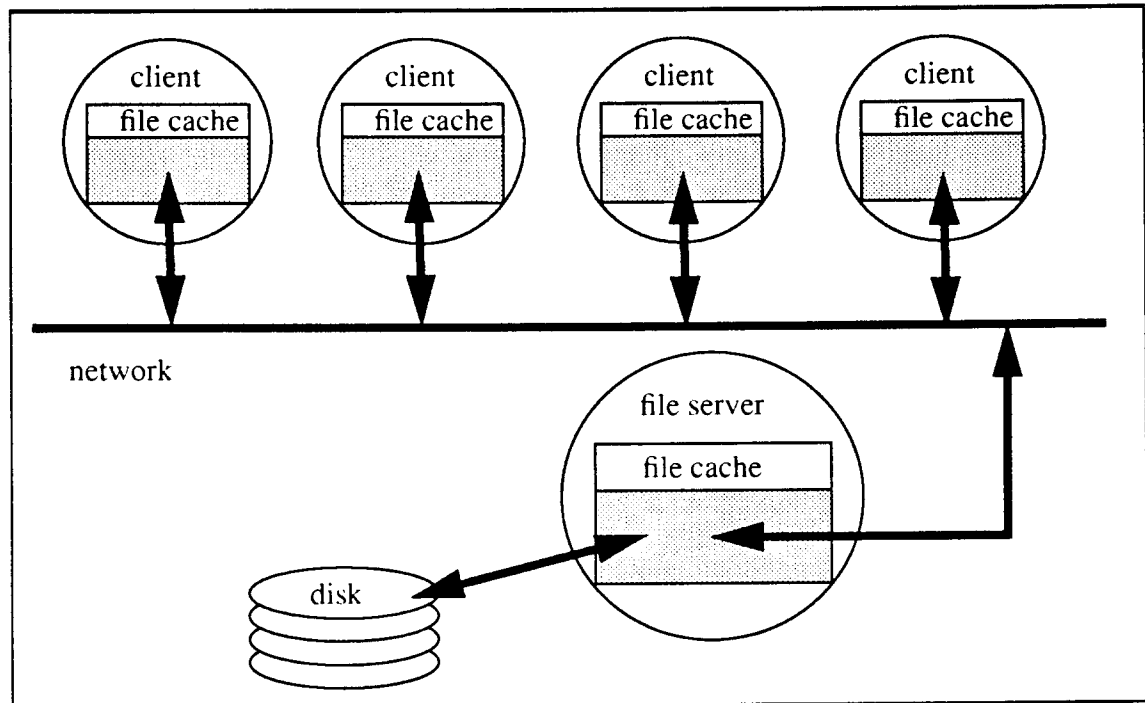 client
file cache
client
file cache
client
file cache
client
file cache
network
file server
file cache
disk